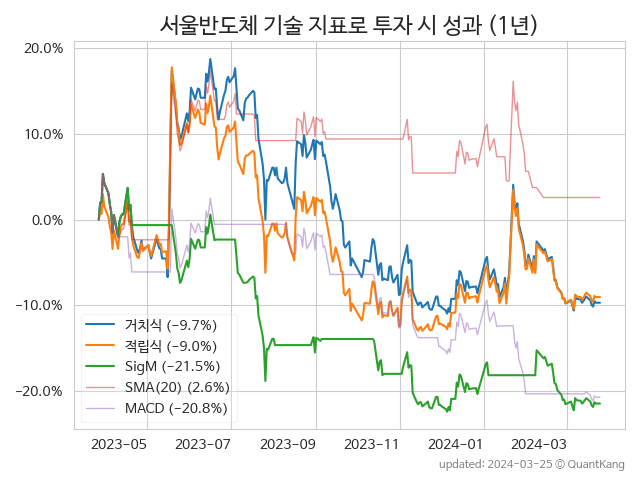 서울반도체 기술 지표로 투자 시 성과 (1년)
20.0%
10.0%
0.0%
−10.0%
−20.0%
거치식 (−9.7%)
적립식 (−9.0%)
SigM (−21.5%)
SMA(20) (2.6%)
MACD (−20.8%)
2023-05 2023-07 2023-09 2023-11 2024-01 2024-03
updated: 2024-03-25 © QuantKang